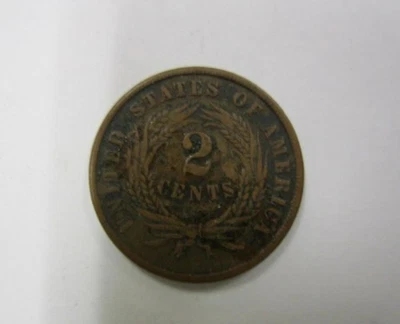 UNITED STATES OF AMERICA
2
CENTS